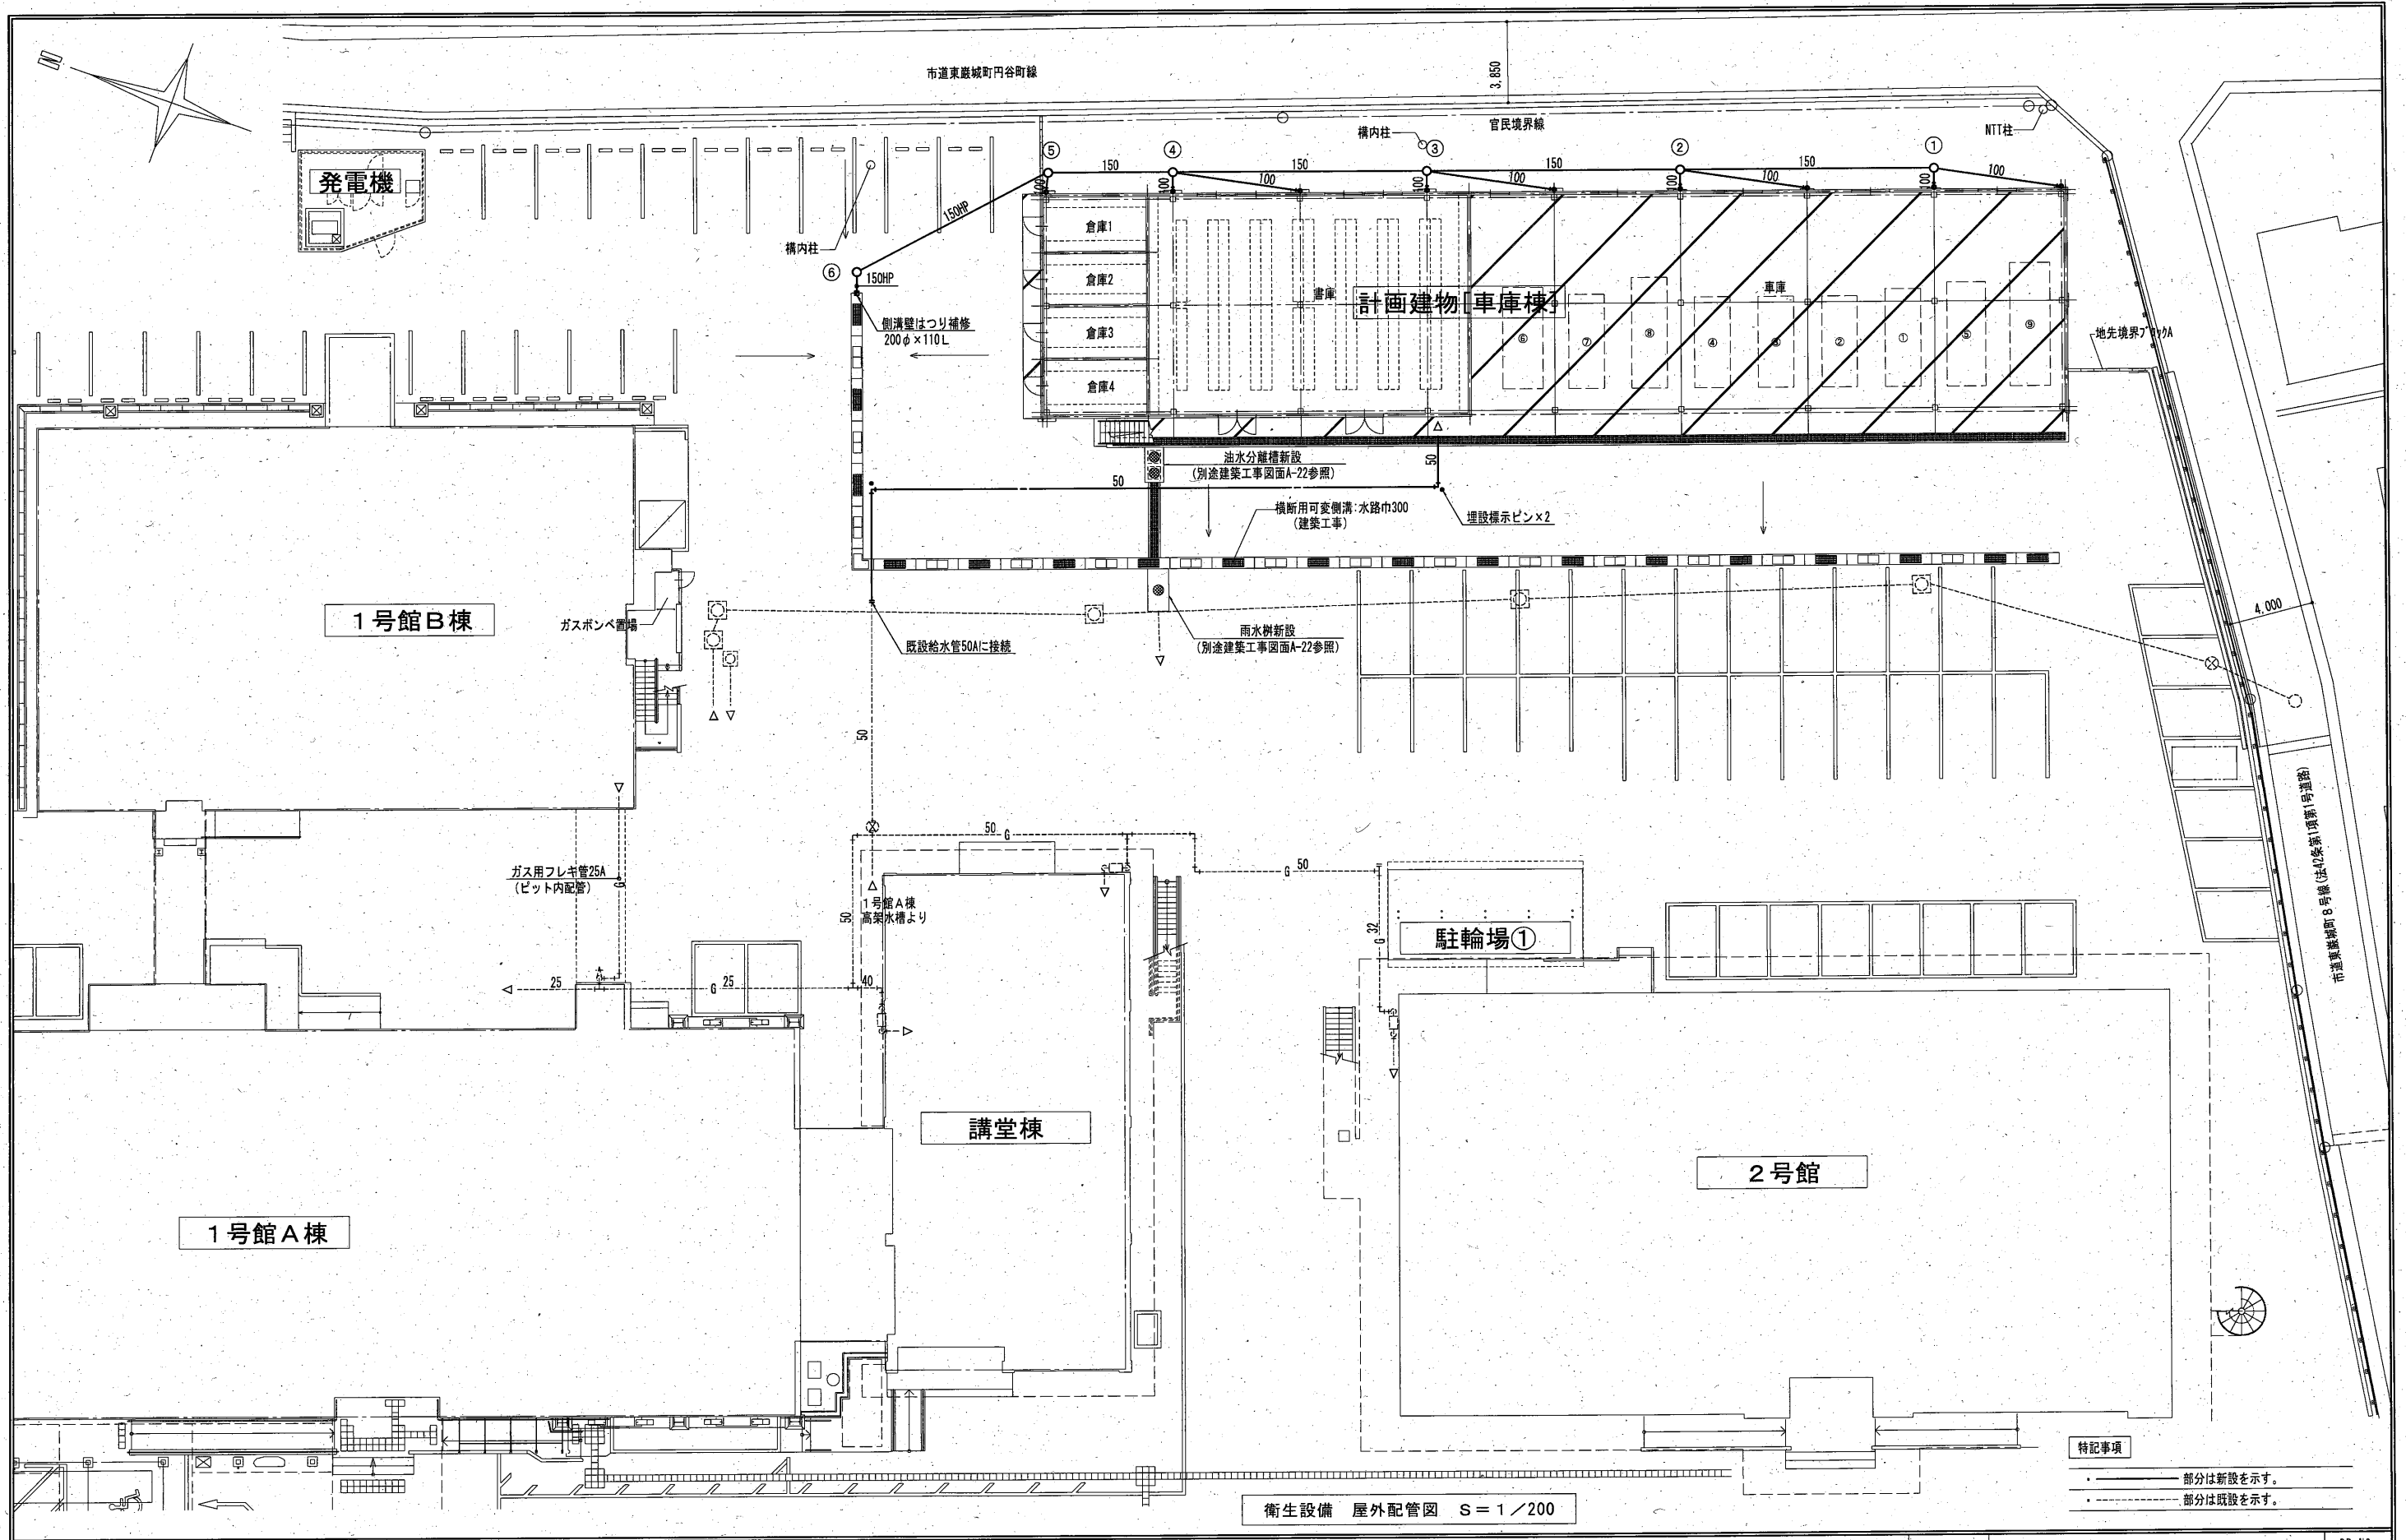 N
市道東巌城町円谷町線
3,850
官民境界線
構内柱
NTT柱
発電機
構内柱
⑤
④
③
②
①
150
150
150
150
100
100
100
100
100
100
100
100
100
150HP
⑥
150HP
側溝壁はつり補修
200φ×110L
倉庫1
倉庫2
倉庫3
倉庫4
書庫
計画建物[車庫棟]
車庫
⑥
⑦
⑧
④
③
②
①
⑤
⑨
地先境界ブロックA
油水分離槽新設
(別途建築工事図面A-22参照)
50
50
横断用可変側溝:水路巾300
(建築工事)
埋設標示ピン×2
1号館B棟
ガスボンベ置場
既設給水管50Aに接続
雨水桝新設
(別途建築工事図面A-22参照)
4,000
50
市道東巌城町8号線(法42条第1項第1号道路)
ガス用フレキ管25A
(ピット内配管)
G
50
G
G
50
1号館A棟
高架水槽より
50
G 32
駐輪場①
25
G
25
40
講堂棟
2号館
1号館A棟
特記事項
・ 部分は新設を示す。
・ 部分は既設を示す。
衛生設備 屋外配管図 S=1/200